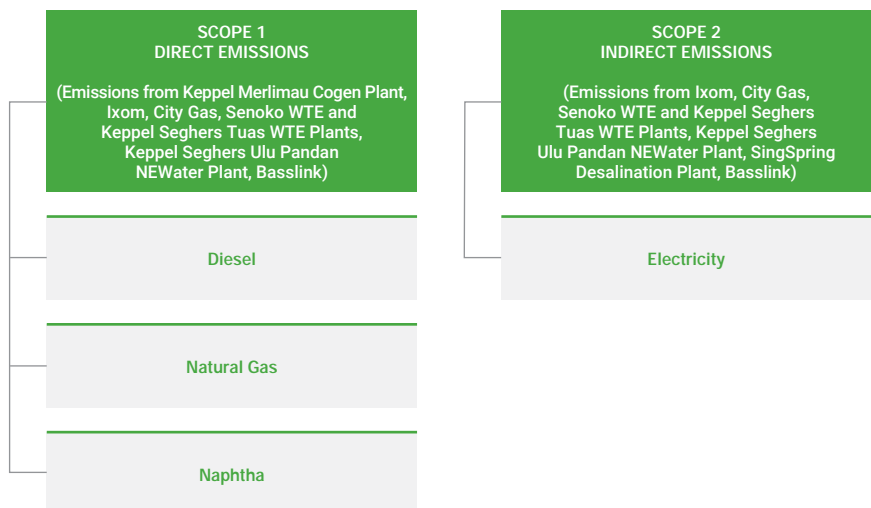 SCOPE 1
DIRECT EMISSIONS
(Emissions from Keppel Merlimau Cogen Plant,
Ixom, City Gas, Senoko WTE and
Keppel Seghers Tuas WTE Plants,
Keppel Seghers Ulu Pandan
NEWater Plant, Basslink)
Diesel
Natural Gas
Naphtha
SCOPE 2
INDIRECT EMISSIONS
(Emissions from Ixom, City Gas,
Senoko WTE and Keppel Seghers
Tuas WTE Plants, Keppel Seghers
Ulu Pandan NEWater Plant, SingSpring
Desalination Plant, Basslink)
Electricity